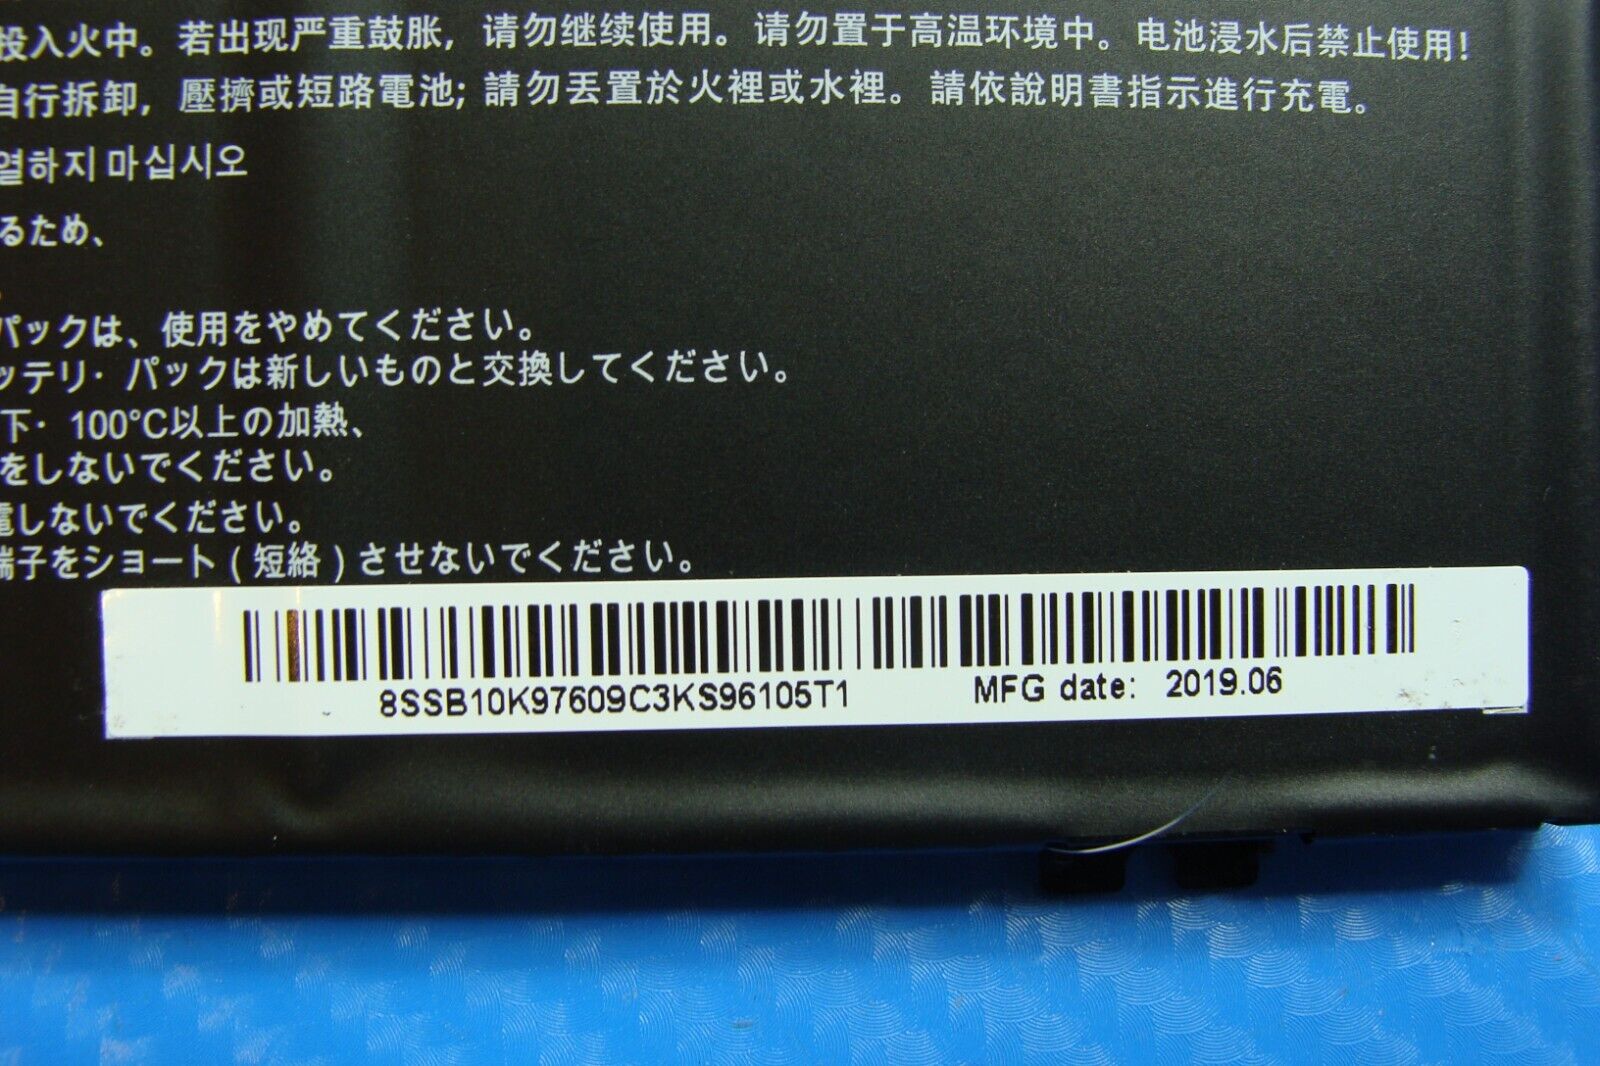 投入火中。若出现严重鼓胀，请勿继续使用。请勿置于高温环境中。电池浸水后禁止使用！
自行拆卸，壓擠或短路電池；請勿丟置於火裡或水裡。請依說明書指示進行充電。
열하지 마십시오
るため、
パックは、使用をやめてください。
ッテリ・パックは新しいものと交換してください。
下・100°C以上の加熱、
をしないでください。
電しないでください。
端子をショート(短絡)させないでください。
8SSB10K97609C3KS96105T1 MFG date: 2019.06